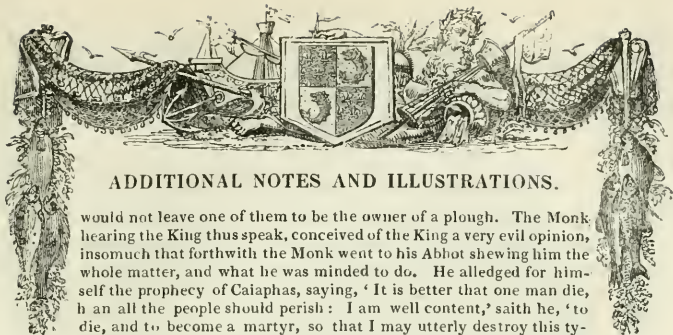 ADDITIONAL NOTES AND ILLUSTRATIONS.
would not leave one of them to be the owner of a plough. The Monk
hearing the King thus speak, conceived of the King a very evil opinion,
insomuch that forthwith the Monk went to his Abbot shewing him the
whole matter, and what he was minded to do. He alledged for him-
self the prophecy of Caiaphas, saying, ‘ It is better that one man die,
h an all the people should perish : I am well content,’ saith he, ‘ to
die, and to become a martyr, so that I may utterly destroy this ty-